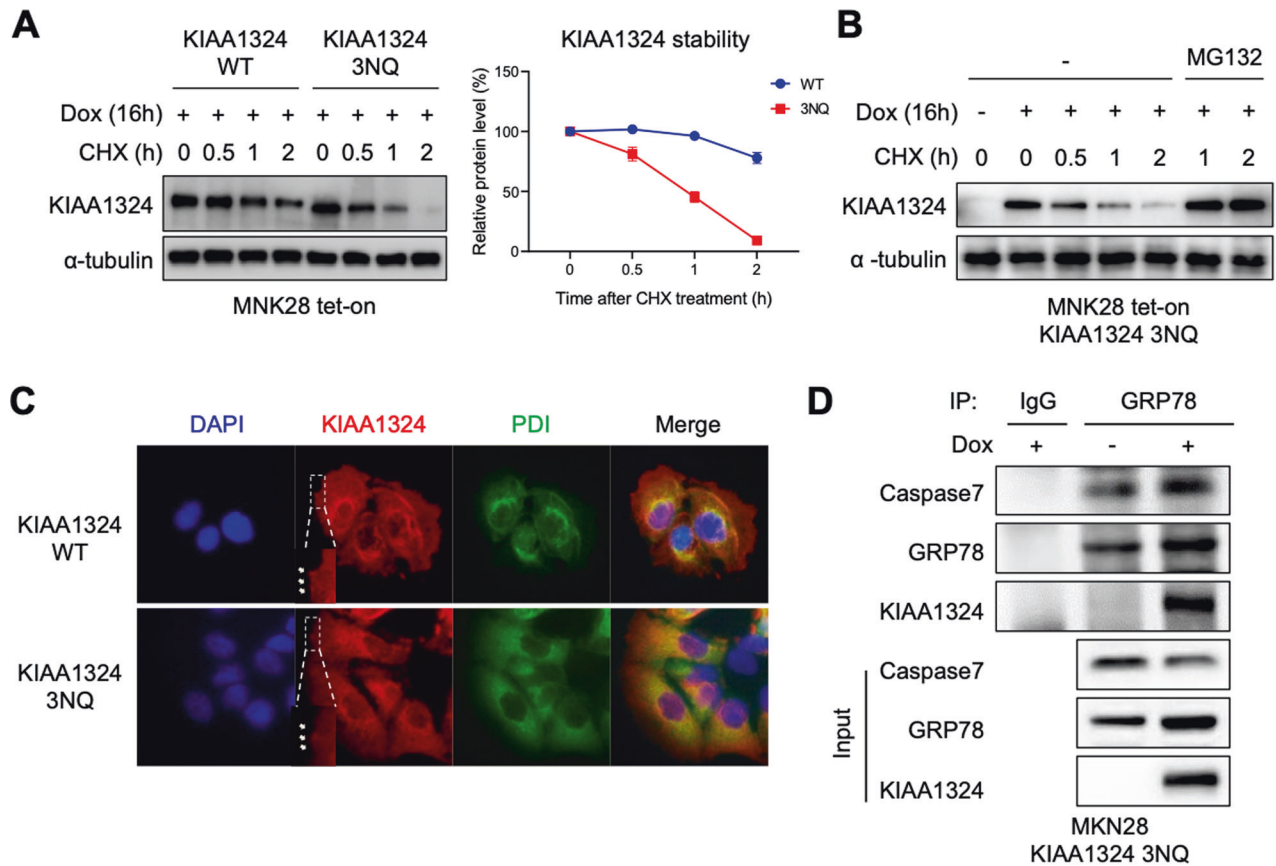 A
KIAA1324 KIAA1324
WT 3NQ
Dox (16h) + + + + + + + +
CHX (h) 0 0.5 1 2 0 0.5 1 2
KIAA1324
α-tubulin
MNK28 tet-on
KIAA1324 stability
Relative protein level (%)
150
100
50
0
0 0.5 1 2
Time after CHX treatment (h)
WT
3NQ
B
- MG132
Dox (16h) - + + + + + +
CHX (h) 0 0 0.5 1 2 1 2
KIAA1324
α -tubulin
MNK28 tet-on
KIAA1324 3NQ
C
DAPI KIAA1324 PDI Merge
KIAA1324
WT
KIAA1324
3NQ
D
IP: IgG GRP78
Dox + - +
Caspase7
GRP78
KIAA1324
Input
Caspase7
GRP78
KIAA1324
MKN28
KIAA1324 3NQ